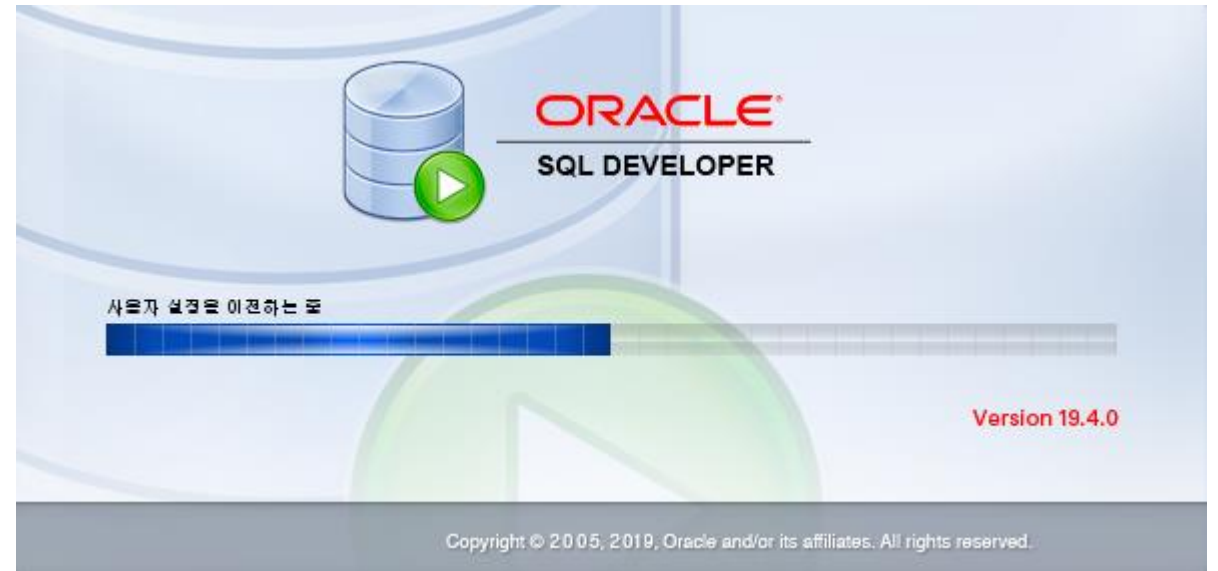 ORACLE
SQL DEVELOPER
사용자 설정을 이전하는 중
Version 19.4.0
Copyright © 2005, 2019, Oracle and/or its affiliates. All rights reserved.